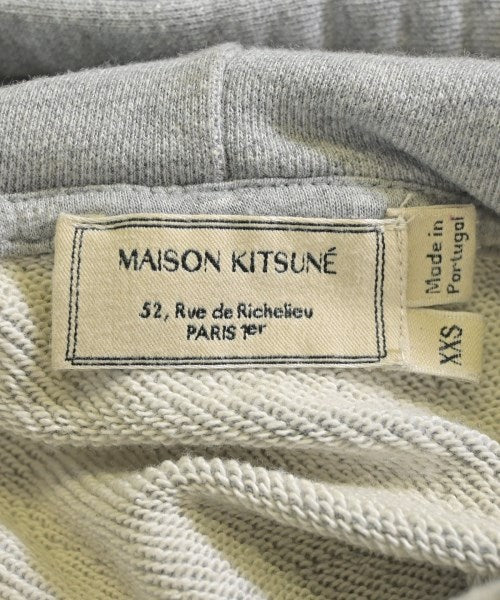 MAISON KITSUNÉ
52, Rue de Richelieu
PARIS 1er
Made in
Portugal
XXS